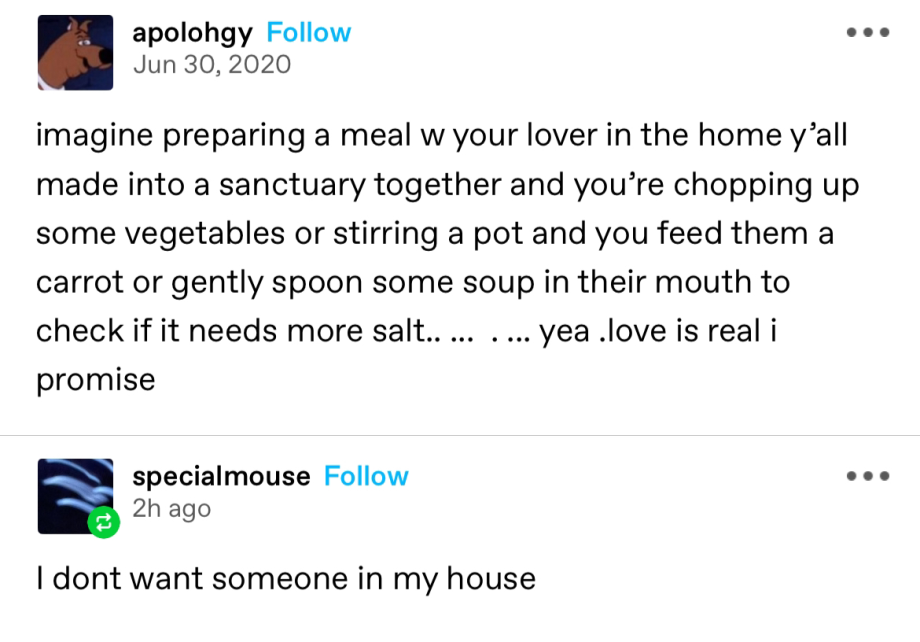 apolohgy Follow
Jun 30, 2020
imagine preparing a meal w your lover in the home y’all
made into a sanctuary together and you’re chopping up
some vegetables or stirring a pot and you feed them a
carrot or gently spoon some soup in their mouth to
check if it needs more salt.. ... . ... yea .love is real i
promise
specialmouse Follow
2h ago
I dont want someone in my house